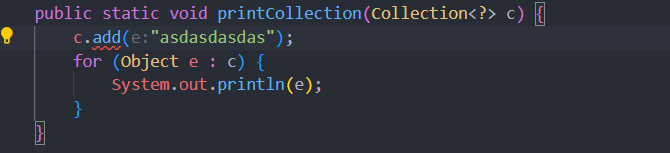 public static void printCollection(Collection<?> c) {
    c.add(e:"asdasdasdas");
    for (Object e : c) {
        System.out.println(e);
    }
}